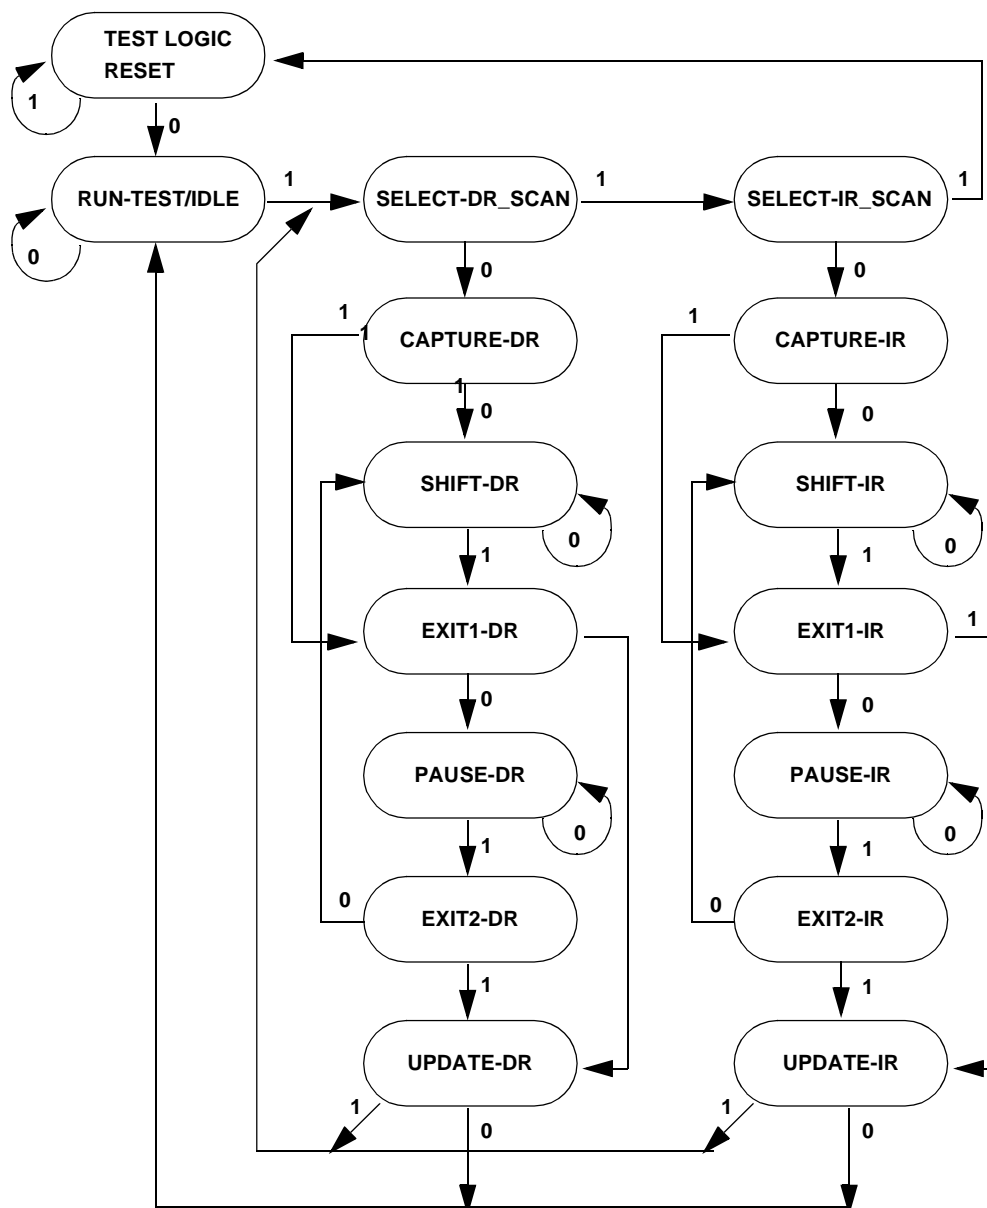 TEST LOGIC
RESET
1
0
RUN-TEST/IDLE
1
SELECT-DR_SCAN
1
SELECT-IR_SCAN
1
0
0
0
1
1
CAPTURE-DR
1
CAPTURE-IR
1
0
0
SHIFT-DR
SHIFT-IR
0
0
1
1
EXIT1-DR
EXIT1-IR
1
0
0
PAUSE-DR
PAUSE-IR
0
0
1
1
0
EXIT2-DR
0
EXIT2-IR
1
1
UPDATE-DR
UPDATE-IR
1
0
1
0